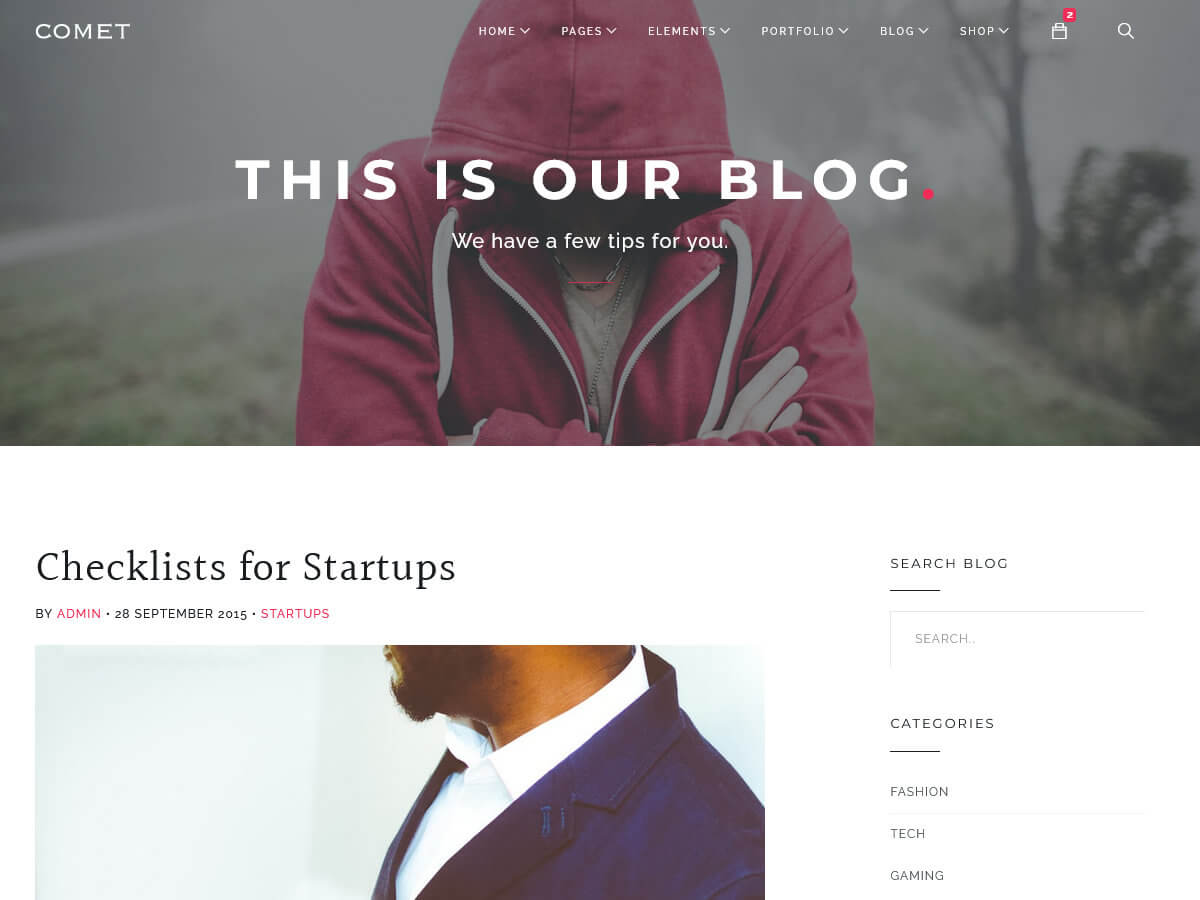 COMET
HOME PAGES ELEMENTS PORTFOLIO BLOG SHOP 2
THIS IS OUR BLOG.
We have a few tips for you.
Checklists for Startups
BY ADMIN • 28 SEPTEMBER 2015 • STARTUPS
SEARCH BLOG
SEARCH..
CATEGORIES
FASHION
TECH
GAMING